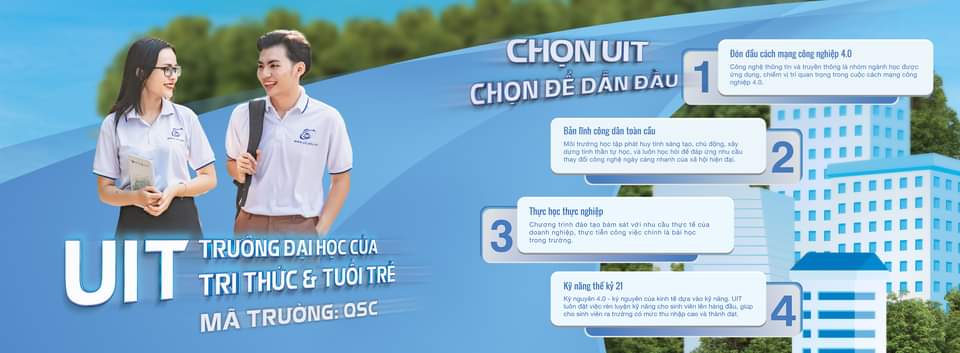 CHỌN UIT
CHỌN ĐỂ DẪN ĐẦU
UIT
TRƯỜNG ĐẠI HỌC CỦA
TRI THỨC & TUỔI TRẺ
MÃ TRƯỜNG: QSC
1
Đón đầu cách mạng công nghiệp 4.0
Công nghệ thông tin và truyền thông là nhóm ngành học được
ứng dụng, chiếm vị trí quan trọng trong cuộc cách mạng công
nghiệp 4.0.
2
Bản lĩnh công dân toàn cầu
Môi trường học tập phát huy tính sáng tạo, chủ động, xây
dựng tinh thần tự học, và luôn học hỏi để đáp ứng nhu cầu
thay đổi công nghệ ngày càng nhanh của xã hội hiện đại.
3
Thực học thực nghiệp
Chương trình đào tạo bám sát với nhu cầu thực tế của
doanh nghiệp, thực tiễn công việc chính là bài học
trong trường.
4
Kỹ năng thế kỷ 21
Kỷ nguyên 4.0 - kỷ nguyên của kinh tế dựa vào kỹ năng. UIT
luôn đặt việc rèn luyện kỹ năng cho sinh viên lên hàng đầu, giúp
cho sinh viên ra trường có mức thu nhập cao và thành đạt.